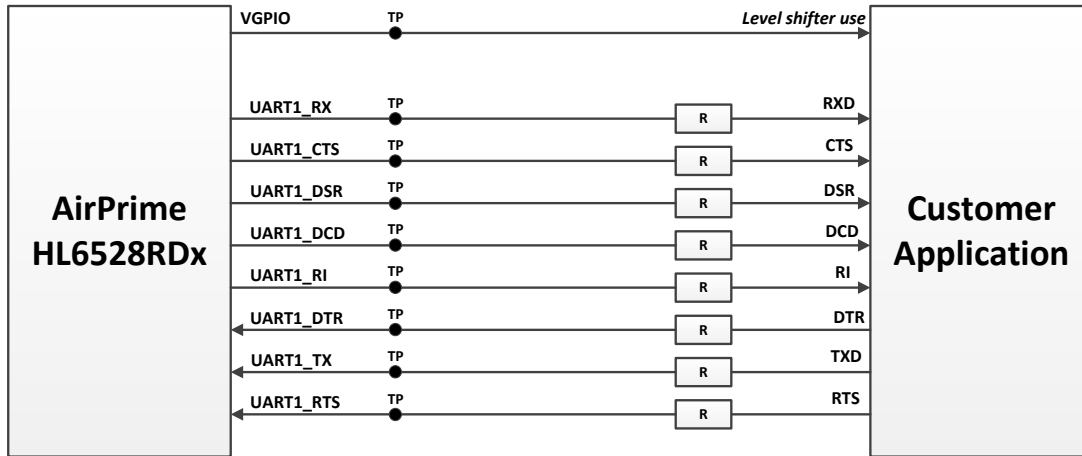 VGPIO TP Level shifter use
UART1_RX TP R RXD
UART1_CTS TP R CTS
UART1_DSR TP R DSR
UART1_DCD TP R DCD
UART1_RI TP R RI
UART1_DTR TP R DTR
UART1_TX TP R TXD
UART1_RTS TP R RTS
AirPrime
HL6528RDx
Customer
Application